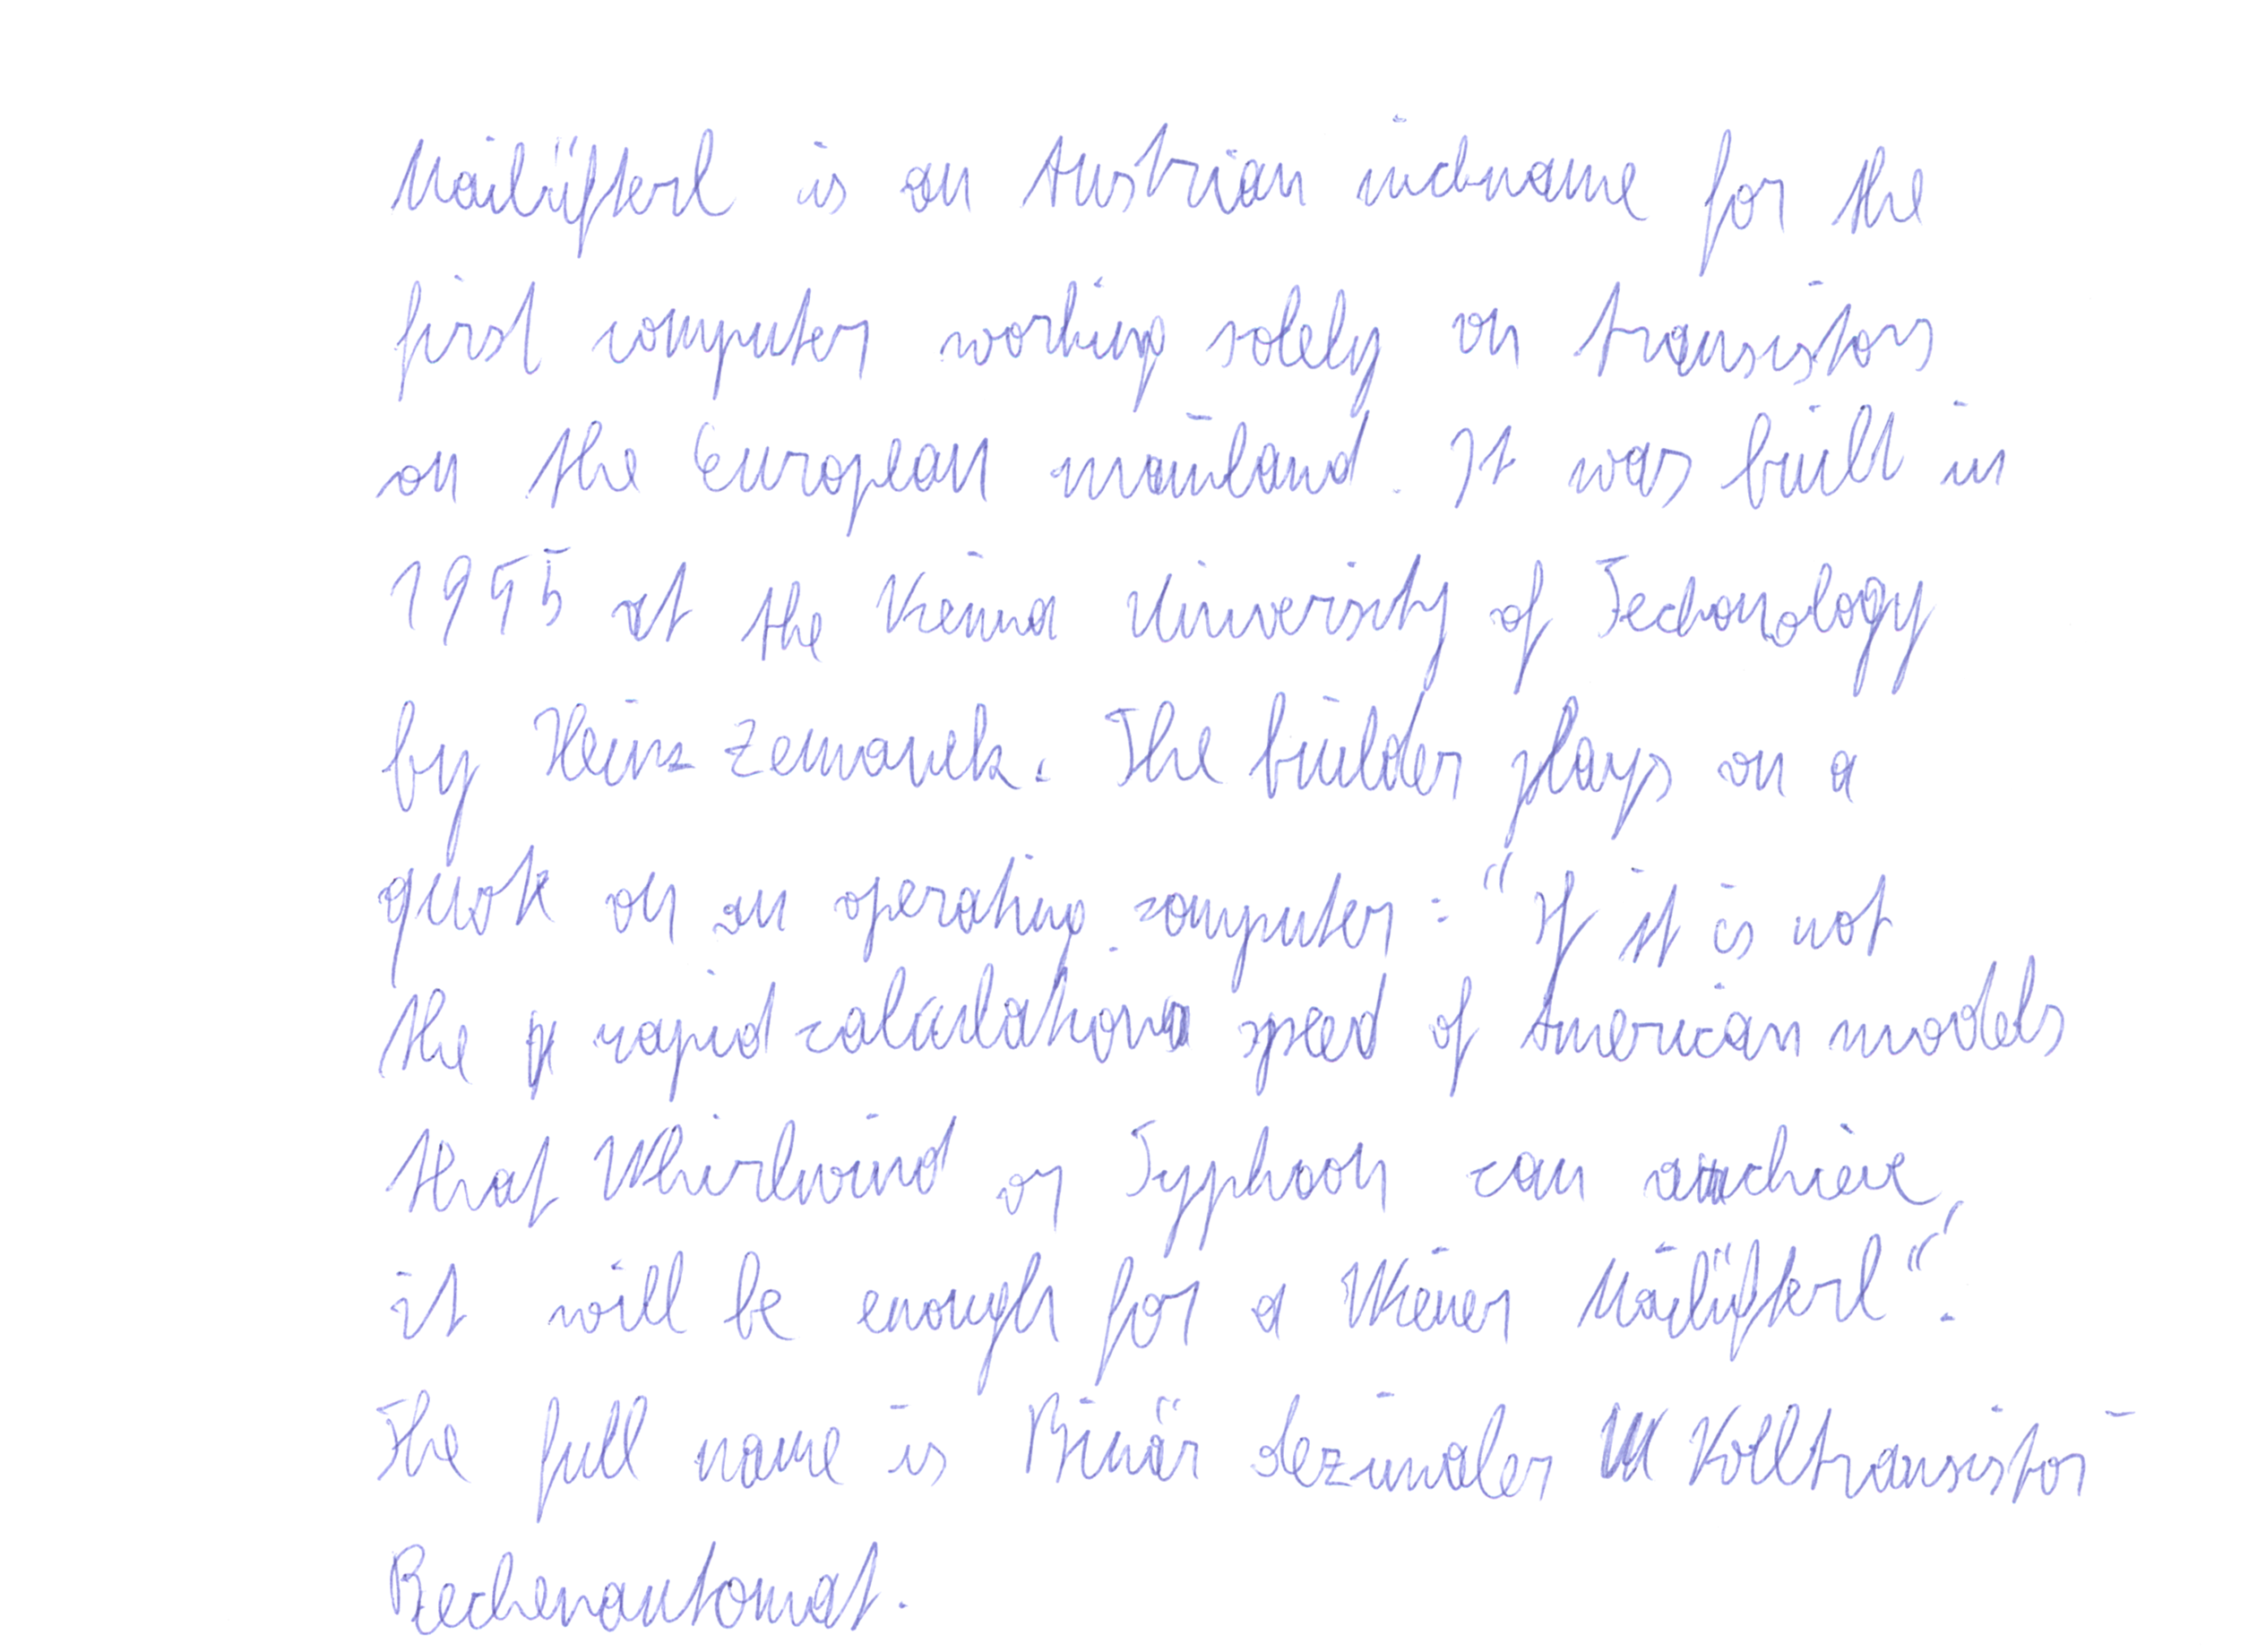 Mailüfterl is an Austrian nickname for the
first computer working solely on transistors
on the European mainland. It was built in
1955 at the Vienna University of Technology
by Heinz Zemanek. The builder plays on a
quote on an operating computer: "If it is not
the rapid calculation speed of American models
that Whirlwind or Typhoon can achieve,
it will be enough for a Wiener Mailüfterl".
The full name is Binär dezimaler Volltransistor-
Rechenautomat.